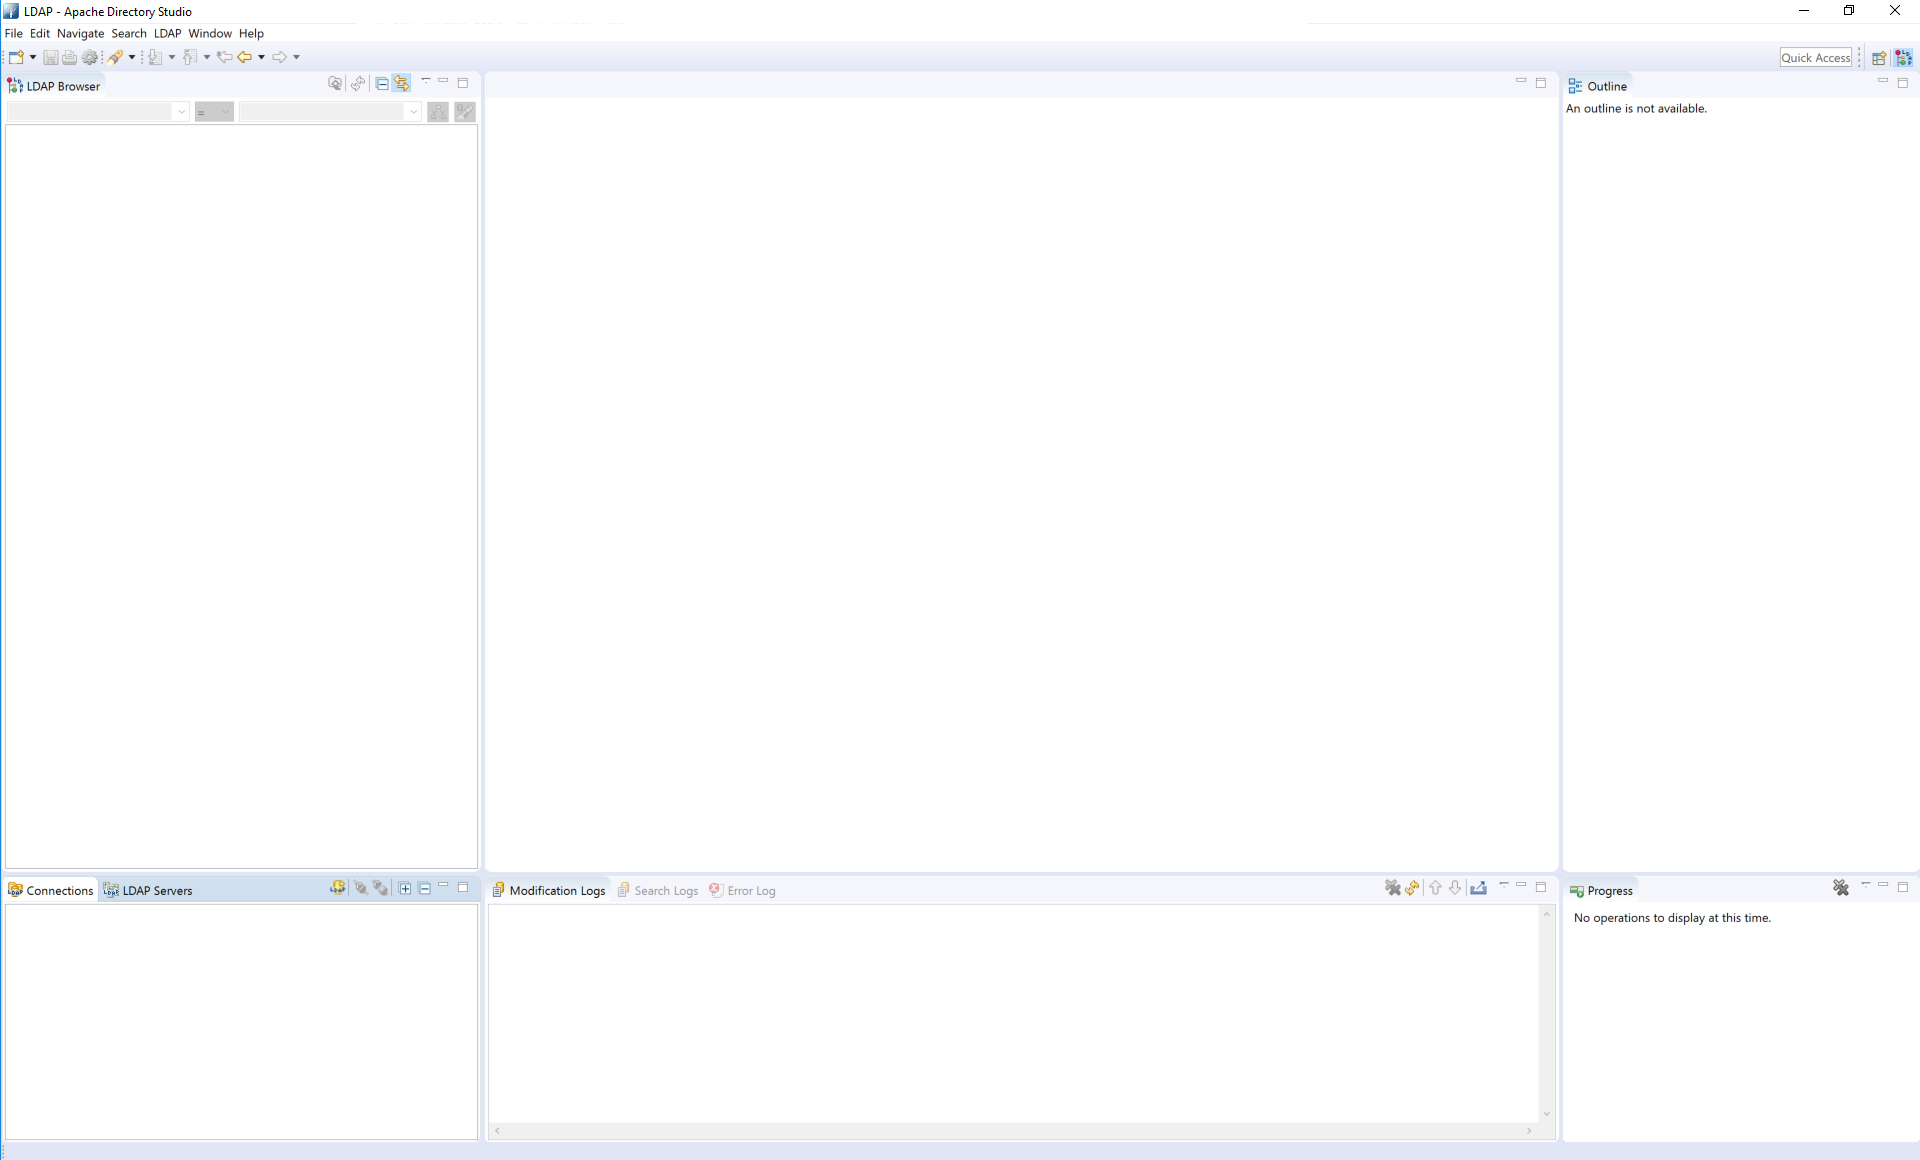 LDAP - Apache Directory Studio
File Edit Navigate Search LDAP Window Help
Quick Access
LDAP Browser
=
Outline
An outline is not available.
Connections LDAP Servers
Modification Logs Search Logs Error Log
Progress
No operations to display at this time.